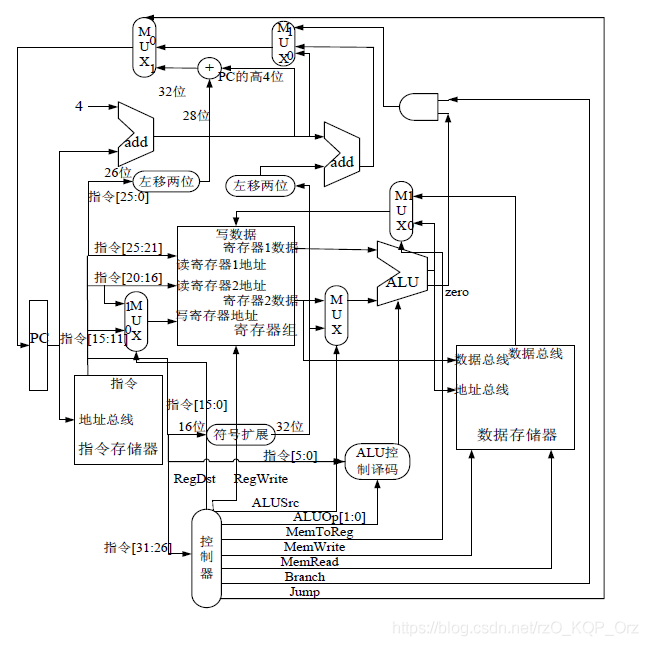 M
U
X
0
1
M
U
X
1
0
+
PC的高4位
32位
4
28位
add
add
26位
左移两位
左移两位
指令[25:0]
M
U
X
1
0
写数据
指令[25:21]
寄存器1数据
读寄存器1地址
ALU
指令[20:16]
读寄存器2地址
zero
寄存器2数据
1
0
M
U
X
M
U
X
写寄存器地址
寄存器组
PC
指令[15:11]
数据总线
数据总线
指令
地址总线
指令[15:0]
地址总线
16位
符号扩展
32位
数据存储器
指令存储器
指令[5:0]
ALU控
制译码
RegDst
RegWrite
ALUSrc
ALUOp[1:0]
MemToReg
指令[31:26]
控
制
器
MemWrite
MemRead
Branch
Jump
https://blog.csdn.net/rzO_KQP_Orz